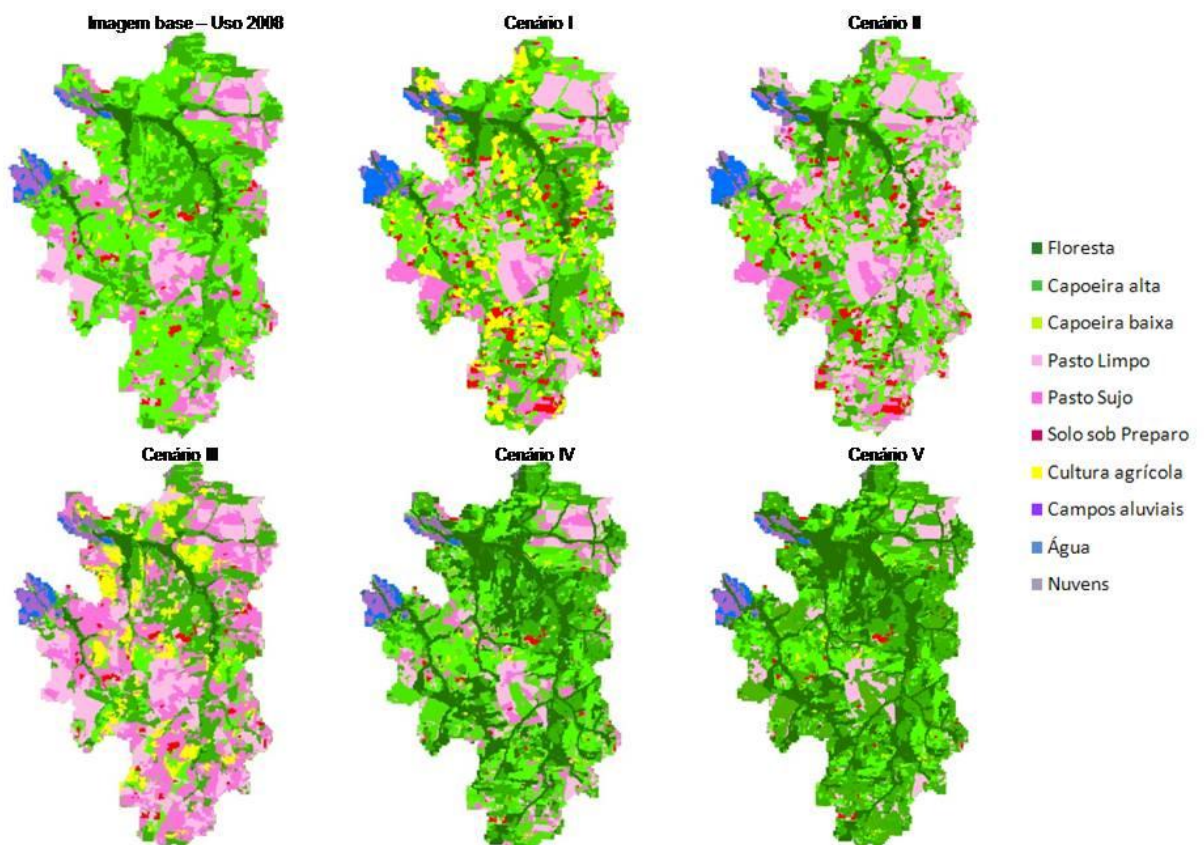 Imagem base – Uso 2008
Cenário I
Cenário II
Floresta
Capoeira alta
Capoeira baixa
Pasto Limpo
Pasto Sujo
Solo sob Preparo
Cultura agrícola
Campos aluviais
Água
Nuvens
Cenário III
Cenário IV
Cenário V